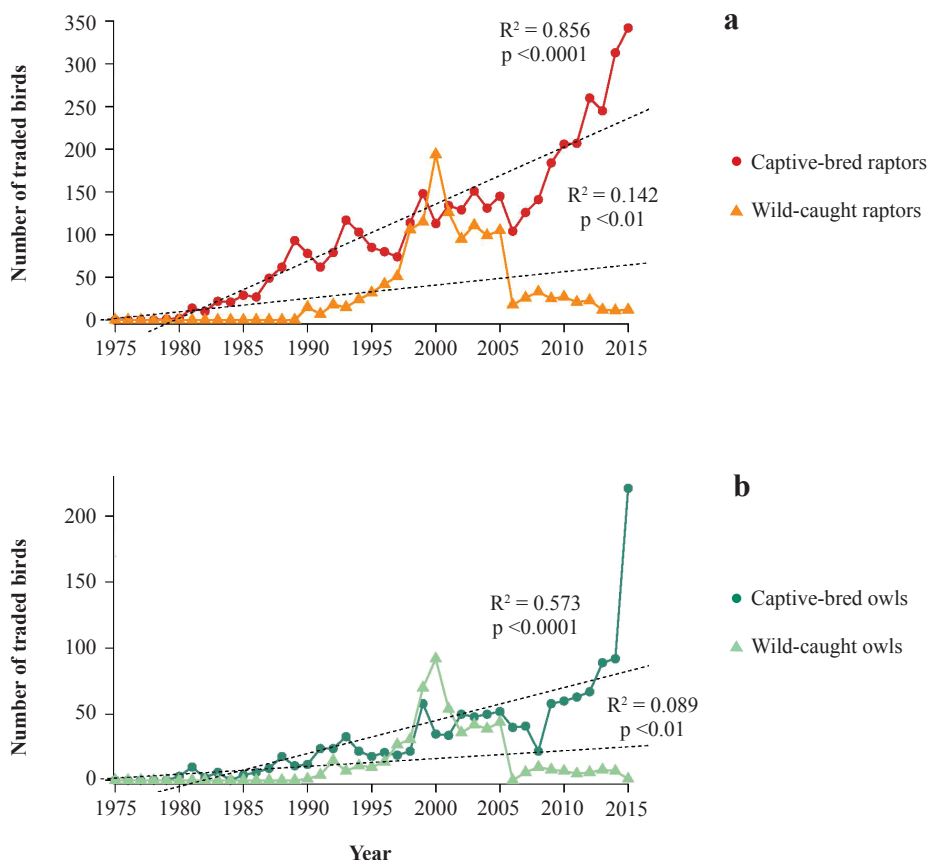 a
Number of traded birds
350
300
250
200
150
100
50
0
R² = 0.856
p <0.0001
R² = 0.142
p <0.01
1975 1980 1985 1990 1995 2000 2005 2010 2015
Captive-bred raptors
Wild-caught raptors
b
Number of traded birds
200
150
100
50
0
R² = 0.573
p <0.0001
R² = 0.089
p <0.01
1975 1980 1985 1990 1995 2000 2005 2010 2015
Year
Captive-bred owls
Wild-caught owls